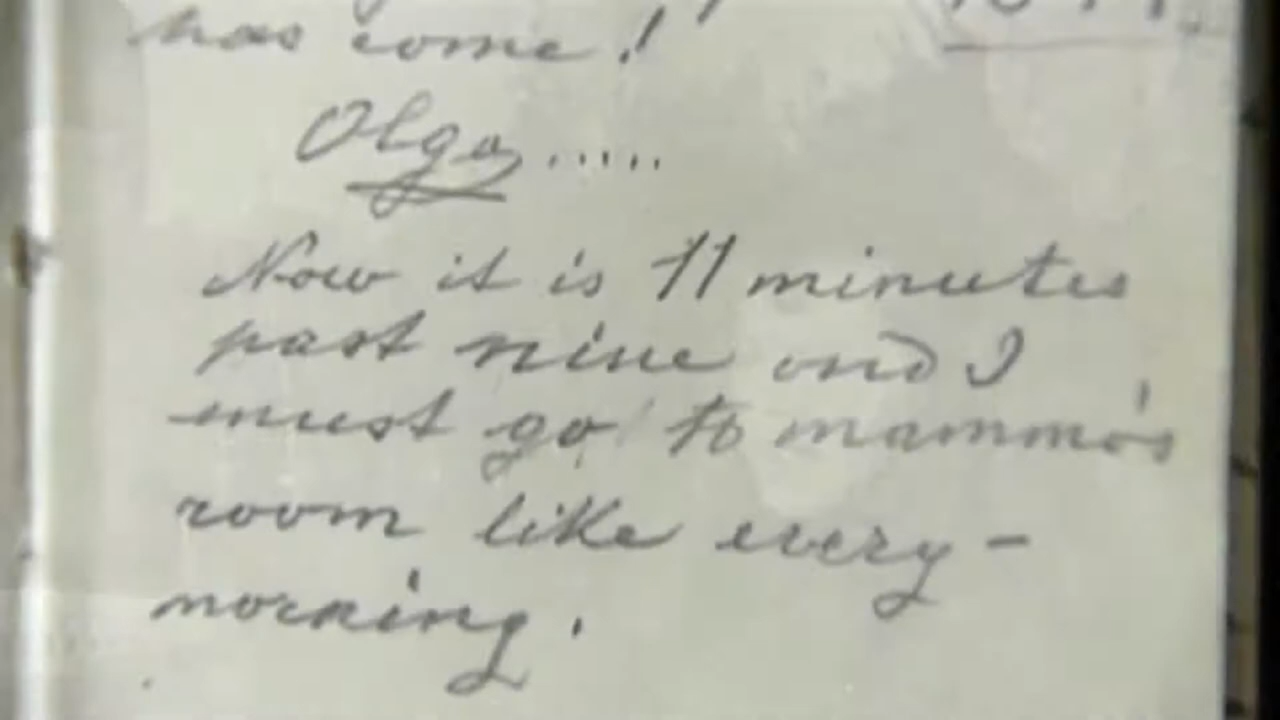 has come!
Olga.....
Now it is 11 minutes
past nine and I
must go to mamma's
room like every-
morning.